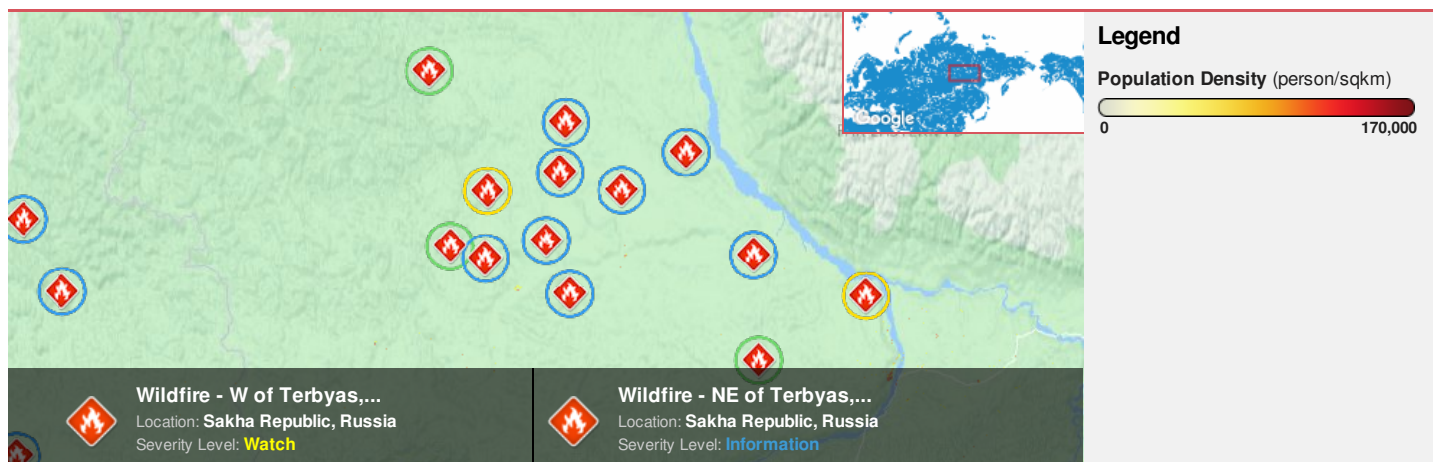 Google
Legend
Population Density (person/sqkm)
0 170,000
Wildfire - W of Terbyas,...
Location: Sakha Republic, Russia
Severity Level: Watch
Wildfire - NE of Terbyas,...
Location: Sakha Republic, Russia
Severity Level: Information